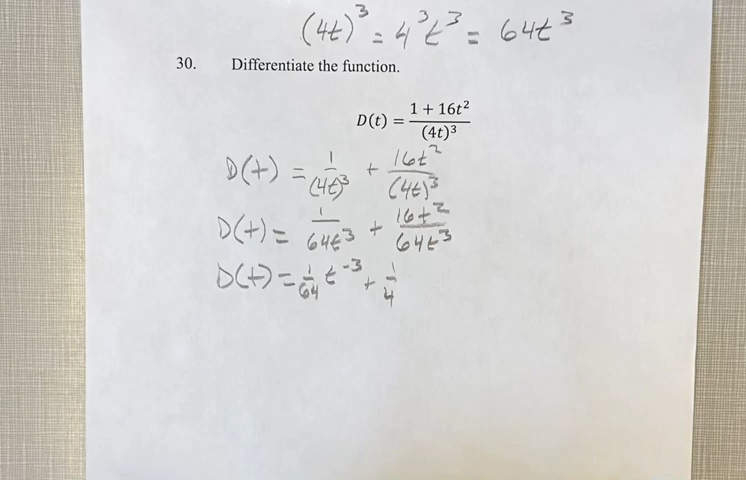 (4t)³ = 4³t³ = 64t³
30. Differentiate the function.
D(t) = (1 + 16t²)/(4t)³
D(t) = 1/(4t)³ + 16t²/(4t)³
D(t) = 1/64t³ + 16t²/64t³
D(t) = 1/64 t⁻³ + 1/4